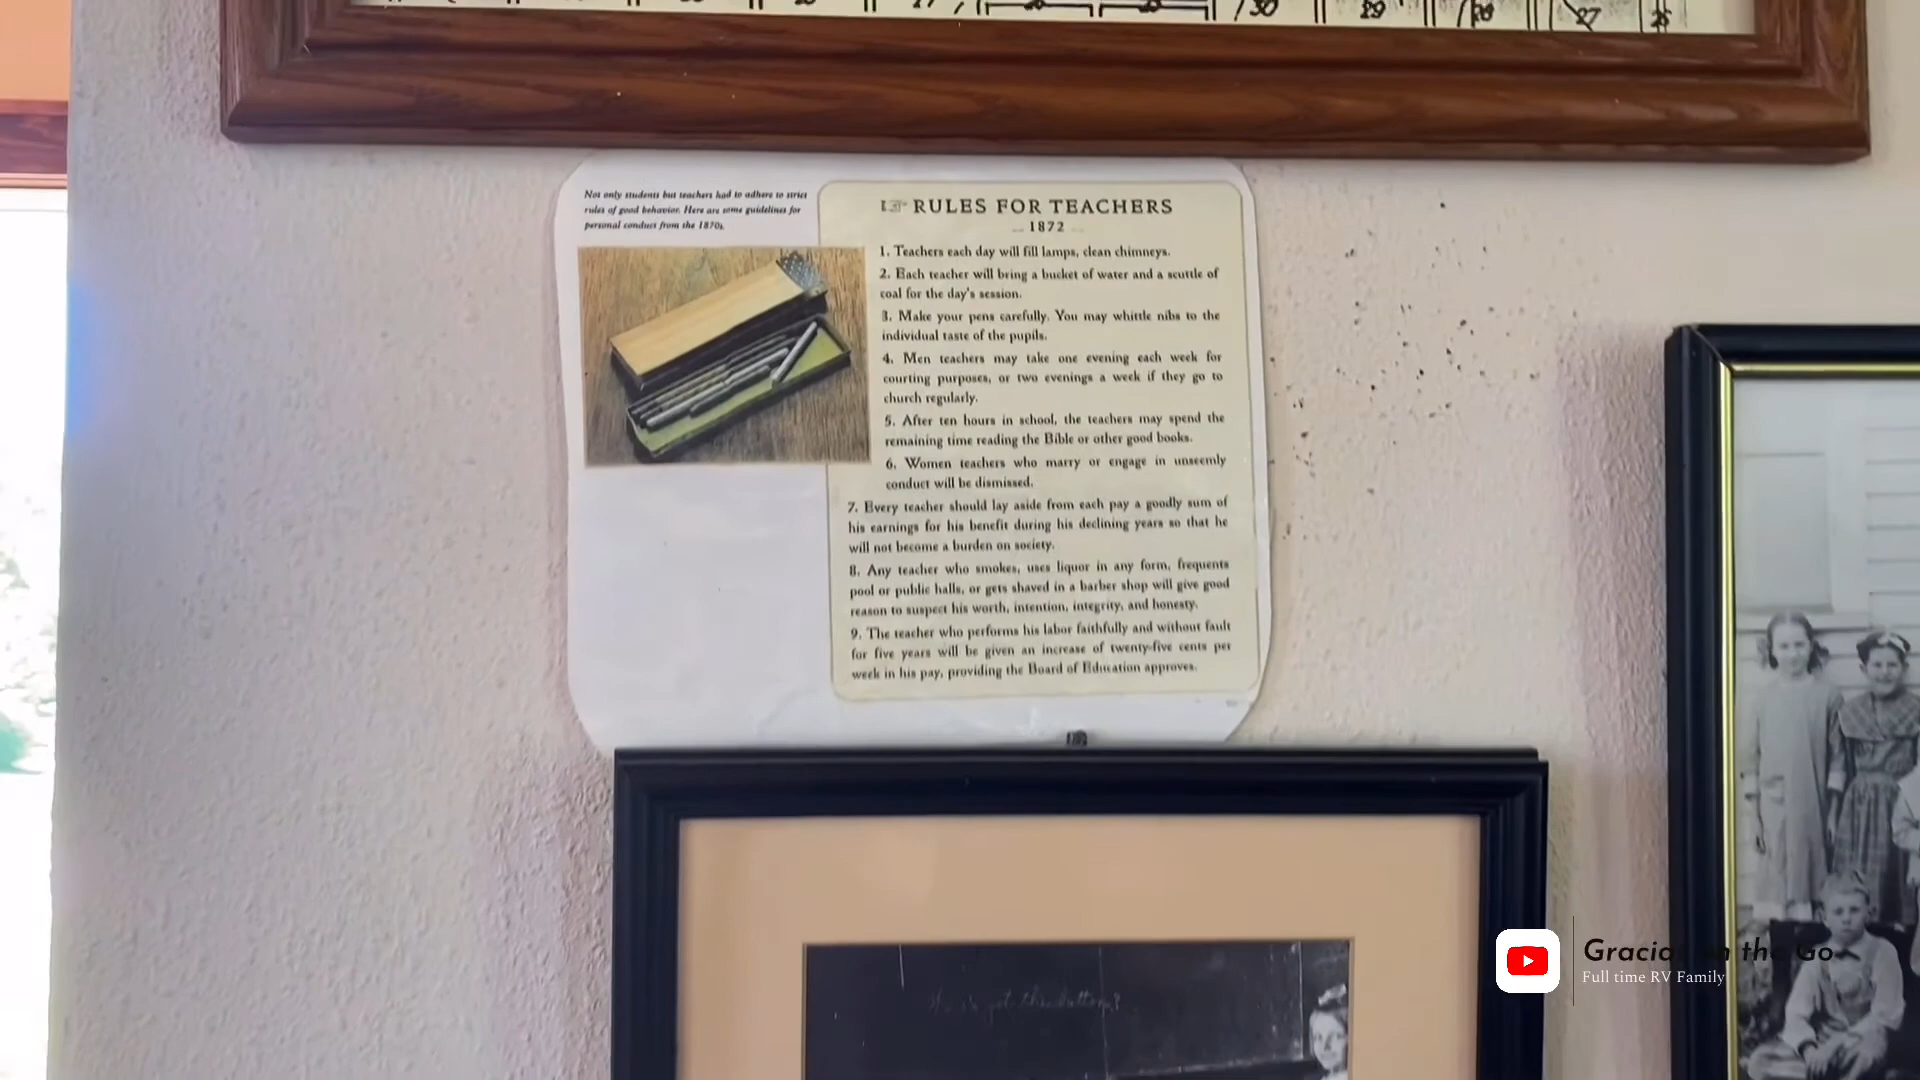 30
29
27
Not only students but teachers had to adhere to strict
rules of good behavior. Here are some guidelines for
personal conduct from the 1870s.
RULES FOR TEACHERS
1872
1. Teachers each day will fill lamps, clean chimneys.
2. Each teacher will bring a bucket of water and a scuttle of
coal for the day's session.
3. Make your pens carefully. You may whittle nibs to the
individual taste of the pupils.
4. Men teachers may take one evening each week for
courting purposes, or two evenings a week if they go to
church regularly.
5. After ten hours in school, the teachers may spend the
remaining time reading the Bible or other good books.
6. Women teachers who marry or engage in unseemly
conduct will be dismissed.
7. Every teacher should lay aside from each pay a goodly sum of
his earnings for his benefit during his declining years so that he
will not become a burden on society.
8. Any teacher who smokes, uses liquor in any form, frequents
pool or public halls, or gets shaved in a barber shop will give good
reason to suspect his worth, intention, integrity, and honesty.
9. The teacher who performs his labor faithfully and without fault
for five years will be given an increase of twenty-five cents per
week in his pay, providing the Board of Education approves.
the Go
Full time RV Family